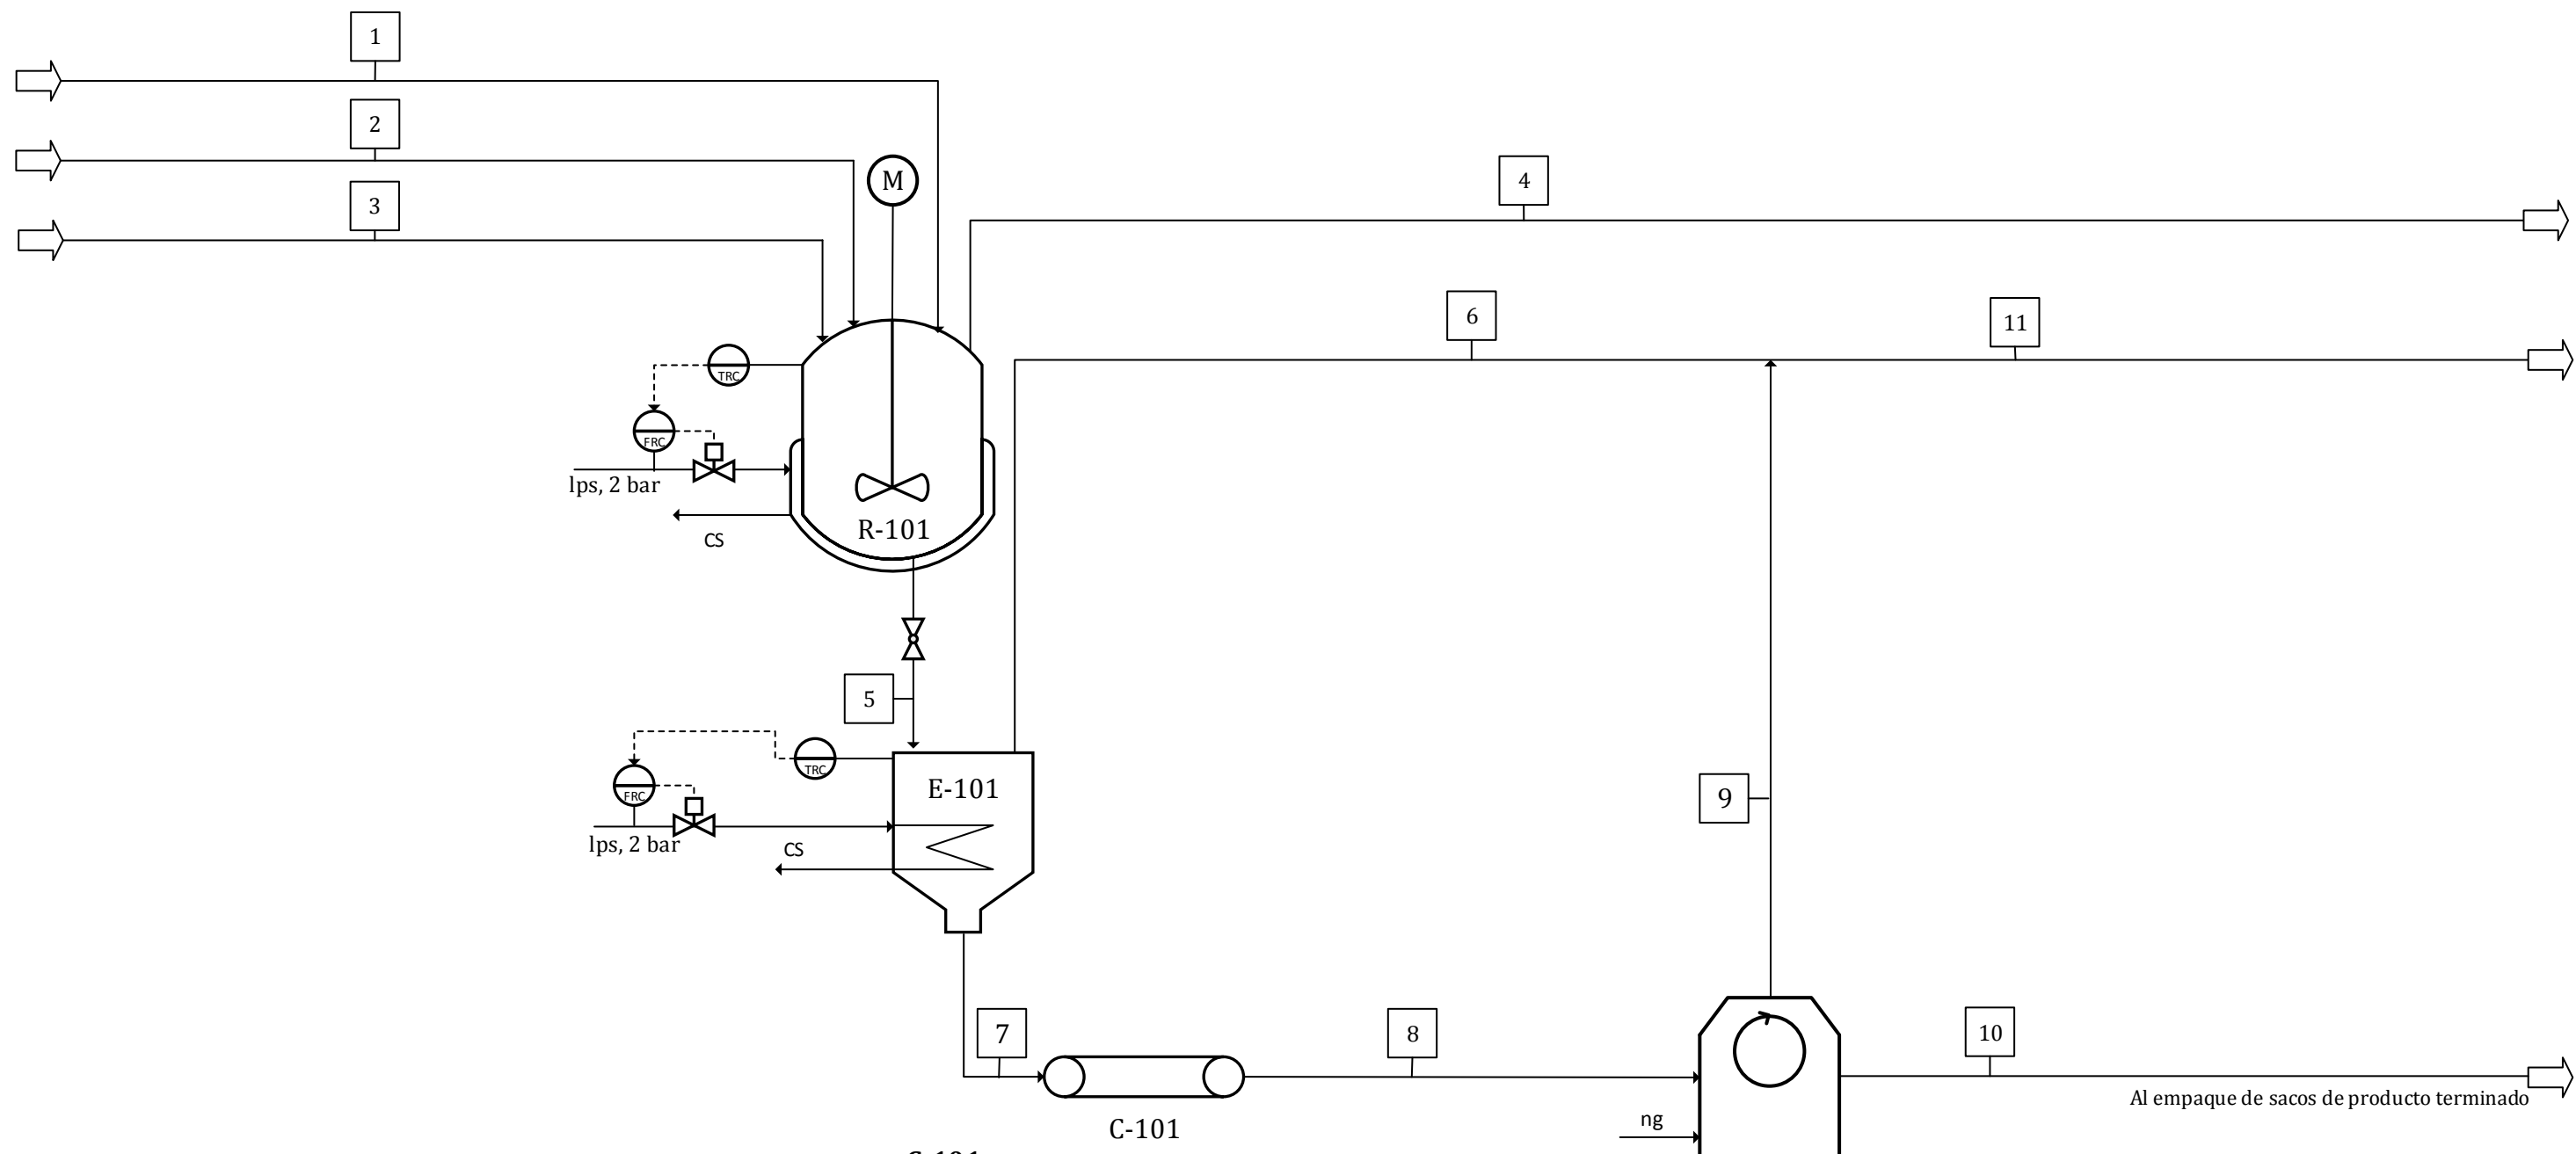 1
2
M
4
3
6
11
TRC
FRC
lps, 2 bar
R-101
CS
5
TRC
E-101
FRC
9
lps, 2 bar
CS
7
8
10
Al empaque de sacos de producto terminado
ng
C-101